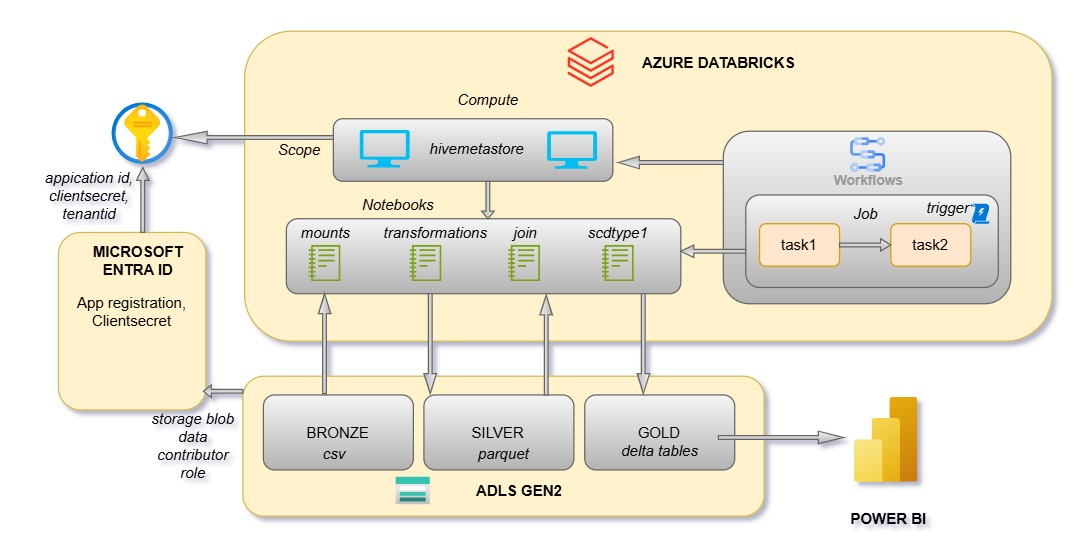 AZURE DATABRICKS
Compute
hivemetastore
Scope
appication id,
clientsecret,
tenantid
Workflows
Job
trigger
task1
task2
Notebooks
mounts
transformations
join
scdtype1
MICROSOFT
ENTRA ID
App registration,
Clientsecret
storage blob
data
contributor
role
BRONZE
csv
SILVER
parquet
GOLD
delta tables
ADLS GEN2
POWER BI